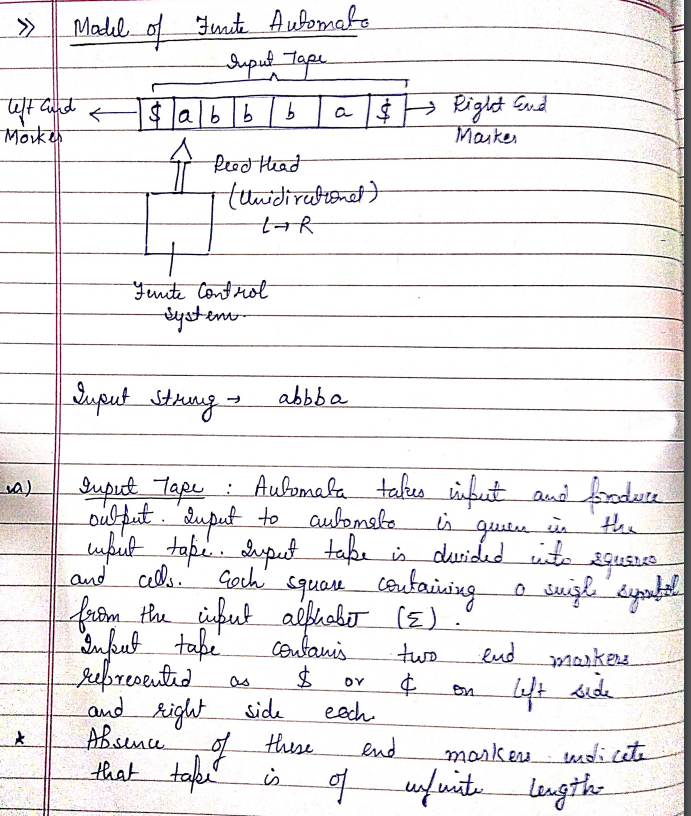 >> Model of Finite Automata
Input Tape
Left End Marker ← $ a b b b a $ → Right End Marker
Read Head
(Unidirectional)
L → R
Finite Control
System.
Input string → abbba
a) Input Tape : Automata takes input and produce
output. Input to automata is given in the
input tape. Input tape is divided into squares
and cells. Each square containing a single symbol
from the input alphabet (Σ).
Input tape contains two end markers
represented as $ or ¢ on left side
and right side each.
* Absence of these end markers indicate
that tape is of infinite length